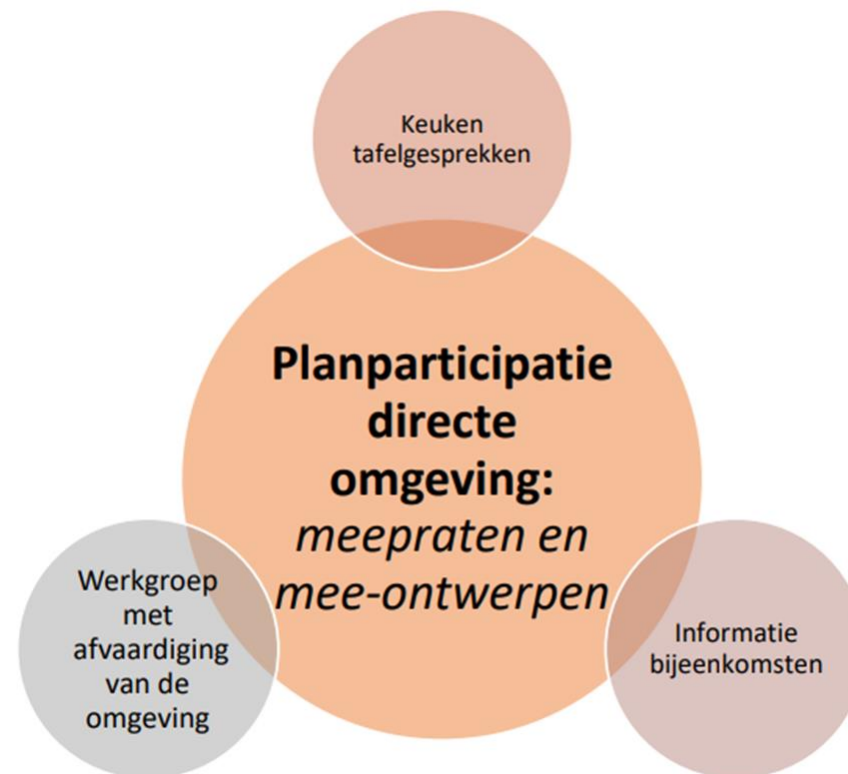 Keuken
tafelgesprekken
Planparticipatie
directe
omgeving:
meepraten en
mee-ontwerpen
Werkgroep
met
afvaardiging
van de
omgeving
Informatie
bijeenkomsten